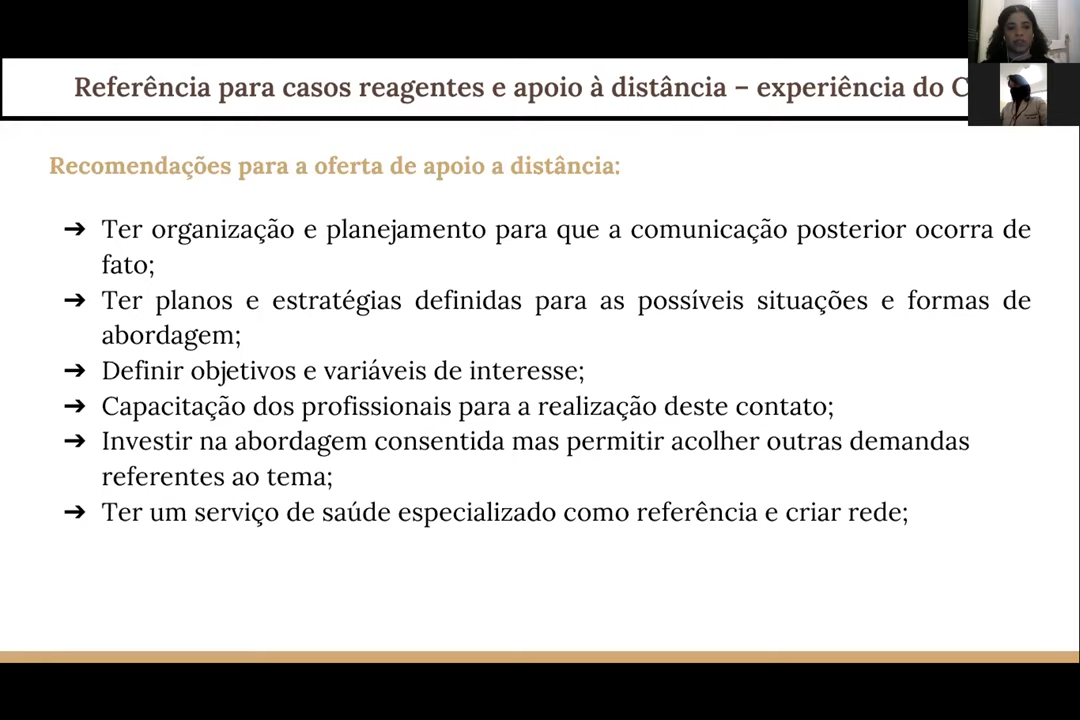 Referência para casos reagentes e apoio à distância – experiência do
Recomendações para a oferta de apoio a distância:
➔ Ter organização e planejamento para que a comunicação posterior ocorra de
fato;
➔ Ter planos e estratégias definidas para as possíveis situações e formas de
abordagem;
➔ Definir objetivos e variáveis de interesse;
➔ Capacitação dos profissionais para a realização deste contato;
➔ Investir na abordagem consentida mas permitir acolher outras demandas
referentes ao tema;
➔ Ter um serviço de saúde especializado como referência e criar rede;